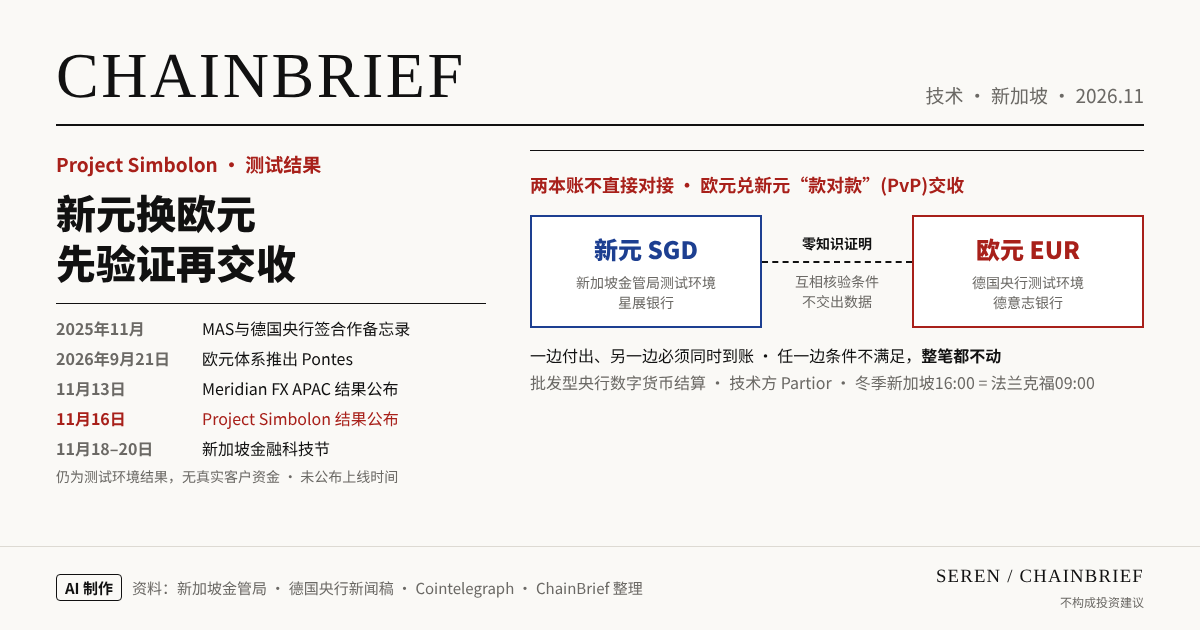 CHAINBRIEF
技术 · 新加坡 · 2026.11
Project Simbolon · 测试结果
新元换欧元
先验证再交收
2025年11月 MAS与德国央行签合作备忘录
2026年9月21日 欧元体系推出 Pontes
11月13日 Meridian FX APAC 结果公布
11月16日 Project Simbolon 结果公布
11月18–20日 新加坡金融科技节
仍为测试环境结果，无真实客户资金 · 未公布上线时间
两本账不直接对接 · 欧元兑新元“款对款”(PvP)交收
新元 SGD
新加坡金管局测试环境
星展银行
零知识证明
互相核验条件
不交出数据
欧元 EUR
德国央行测试环境
德意志银行
一边付出、另一边必须同时到账 · 任一边条件不满足，整笔都不动
批发型央行数字货币结算 · 技术方 Partior · 冬季新加坡16:00 = 法兰克福09:00
AI 制作 资料：新加坡金管局 · 德国央行新闻稿 · Cointelegraph · ChainBrief 整理
SEREN / CHAINBRIEF
不构成投资建议